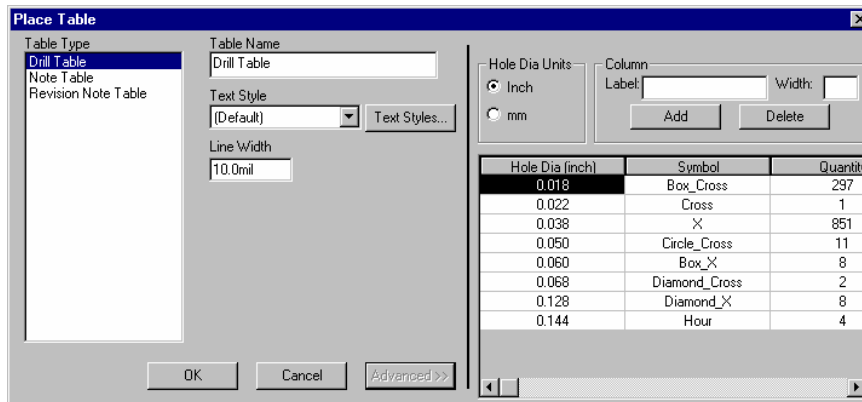 Place Table
Table Type
Drill Table
Note Table
Revision Note Table
Table Name
Drill Table
Text Style
(Default)
Text Styles...
Line Width
10.0mil
OK
Cancel
Advanced >>
Hole Dia Units
Inch
mm
Column
Label:
Width:
Add
Delete
Hole Dia (inch) Symbol Quantit
0.018 Box_Cross 297
0.022 Cross 1
0.038 X 851
0.050 Circle_Cross 11
0.060 Box_X 8
0.068 Diamond_Cross 2
0.128 Diamond_X 8
0.144 Hour 4